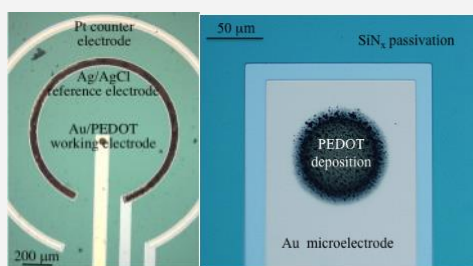 Pt counter
electrode
Ag/AgCl
reference electrode
Au/PEDOT
working electrode
200 μm
50 μm
SiNx passivation
PEDOT
deposition
Au microelectrode